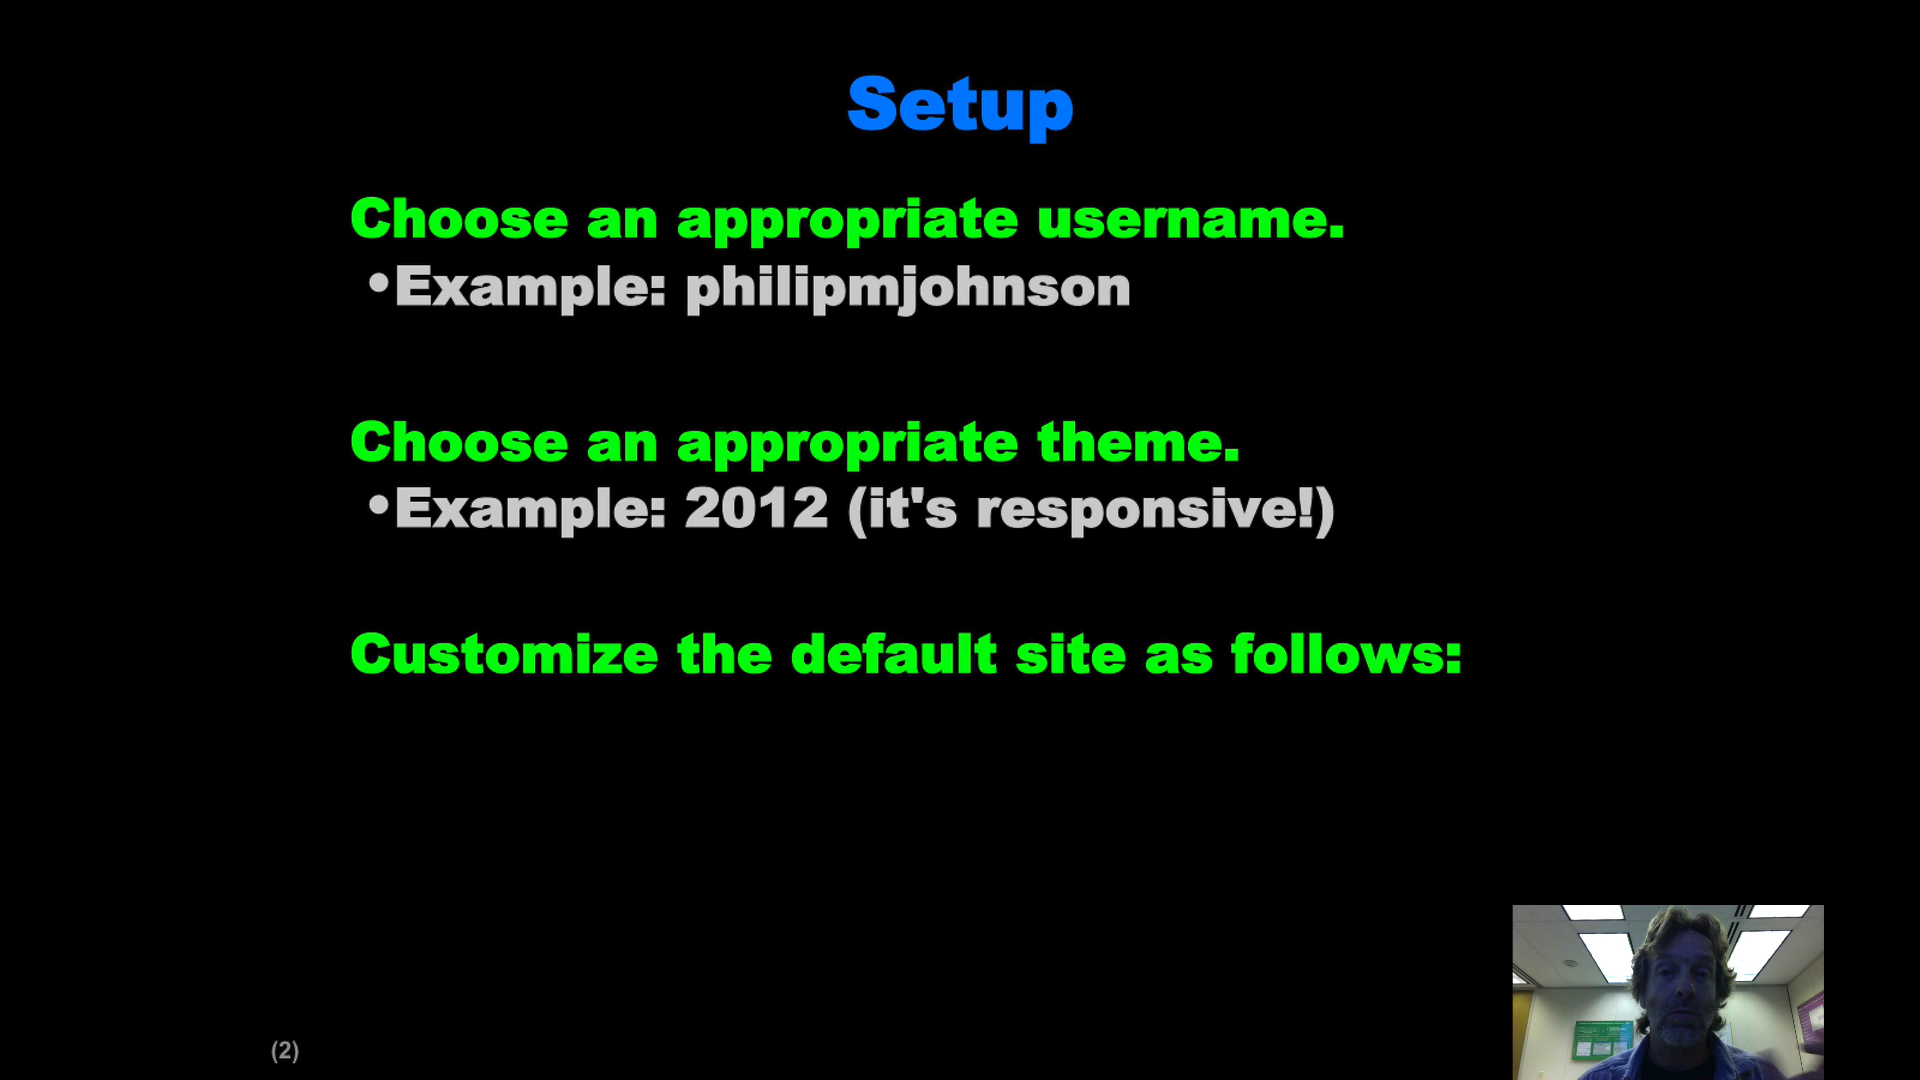 Setup
Choose an appropriate username.
•Example: philipmjohnson
Choose an appropriate theme.
•Example: 2012 (it's responsive!)
Customize the default site as follows:
(2)